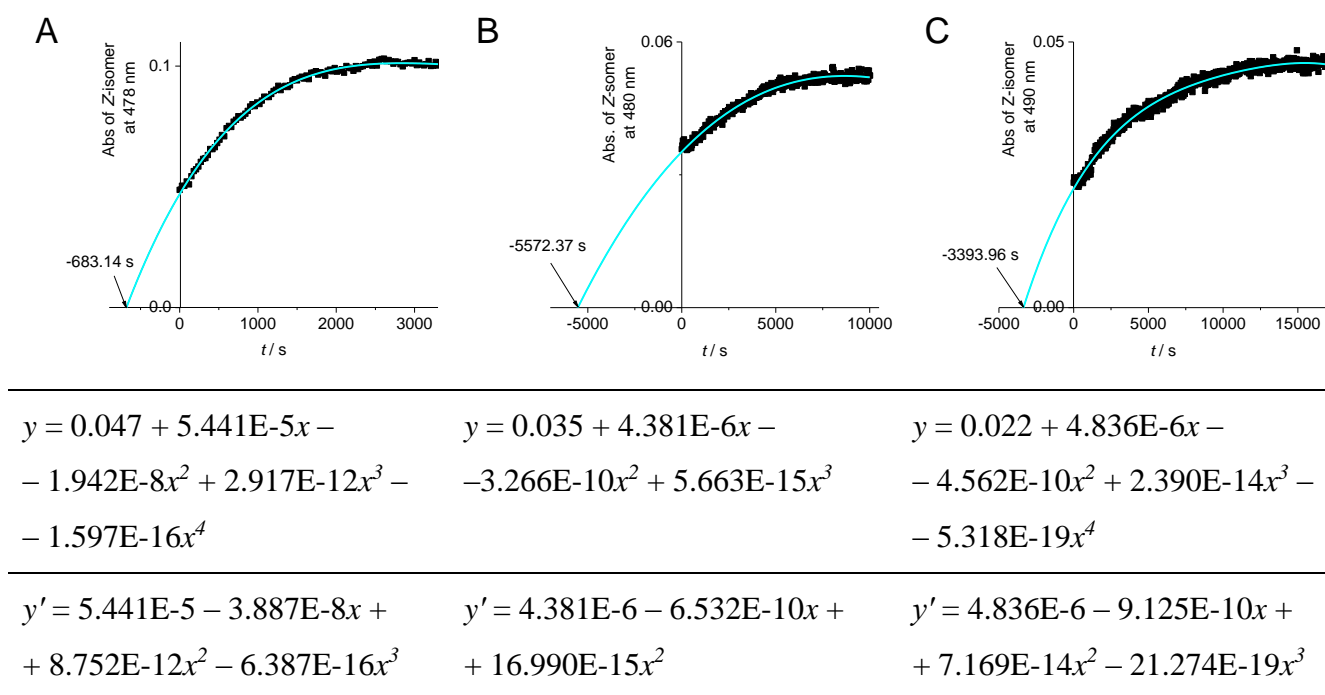 A
Abs of Z-isomer
at 478 nm
0.1
0.0
-683.14 s
0
1000
2000
3000
t / s
B
Abs. of Z-somer
at 480 nm
0.06
0.00
-5572.37 s
-5000
0
5000
10000
t / s
C
Abs of Z-isomer
at 490 nm
0.05
0.00
-3393.96 s
-5000
0
5000
10000
15000
t / s
y = 0.047 + 5.441E-5x –
– 1.942E-8x² + 2.917E-12x³ –
– 1.597E-16x⁴
y = 0.035 + 4.381E-6x –
–3.266E-10x² + 5.663E-15x³
y = 0.022 + 4.836E-6x –
– 4.562E-10x² + 2.390E-14x³ –
– 5.318E-19x⁴
y′ = 5.441E-5 – 3.887E-8x +
+ 8.752E-12x² – 6.387E-16x³
y′ = 4.381E-6 – 6.532E-10x +
+ 16.990E-15x²
y′ = 4.836E-6 – 9.125E-10x +
+ 7.169E-14x² – 21.274E-19x³